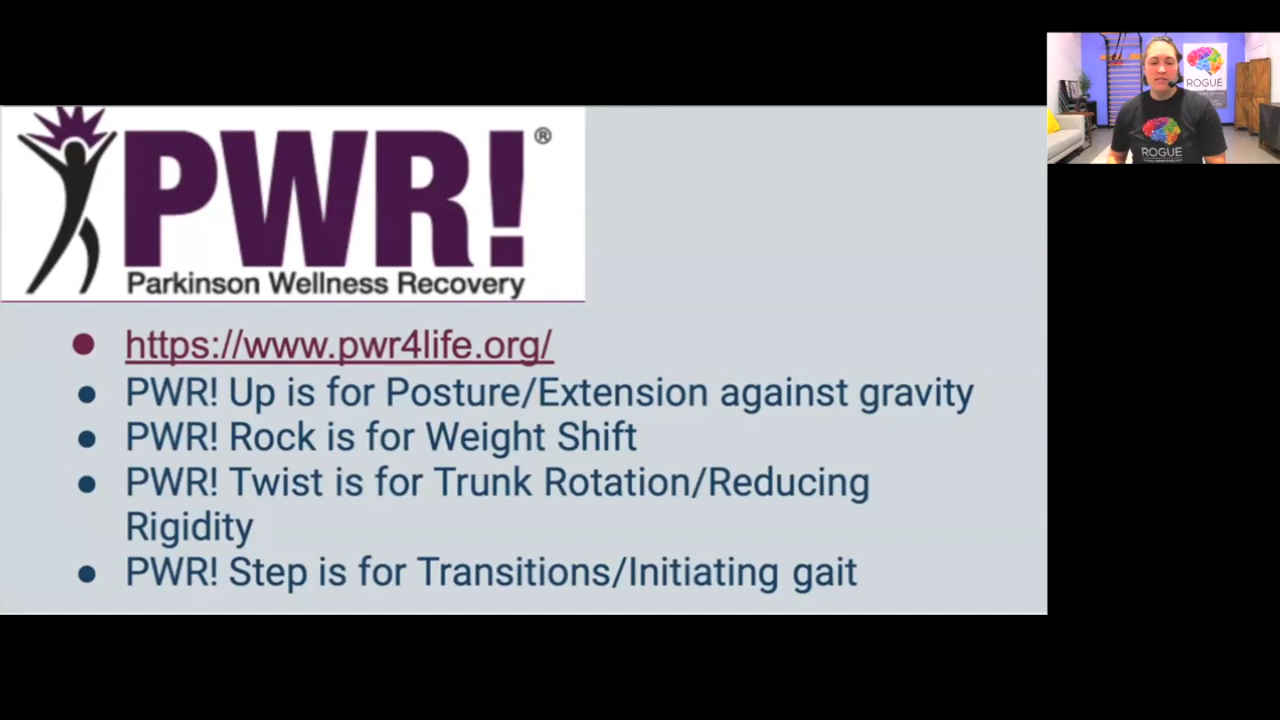 PWR!®
Parkinson Wellness Recovery
https://www.pwr4life.org/
PWR! Up is for Posture/Extension against gravity
PWR! Rock is for Weight Shift
PWR! Twist is for Trunk Rotation/Reducing
Rigidity
PWR! Step is for Transitions/Initiating gait
ROGUE
ROGUE